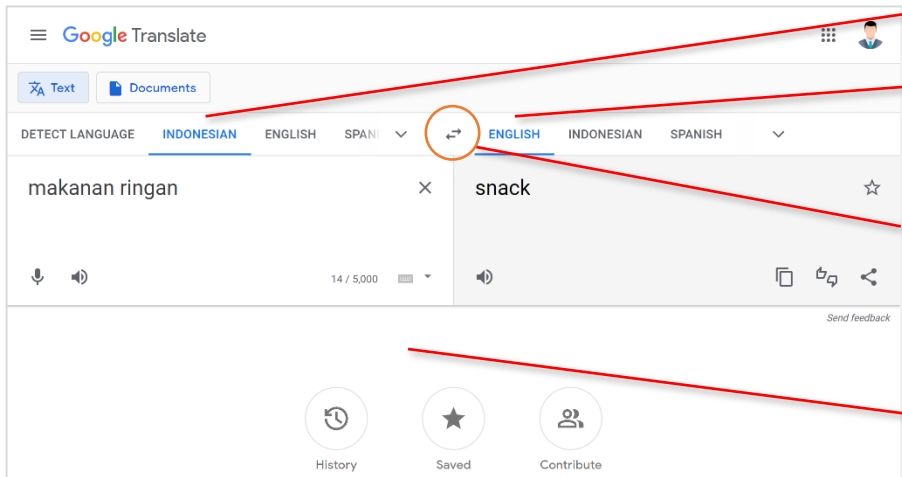 Google Translate
Text Documents
DETECT LANGUAGE INDONESIAN ENGLISH SPANI ENGLISH INDONESIAN SPANISH
makanan ringan snack
14 / 5,000
Send feedback
History Saved Contribute